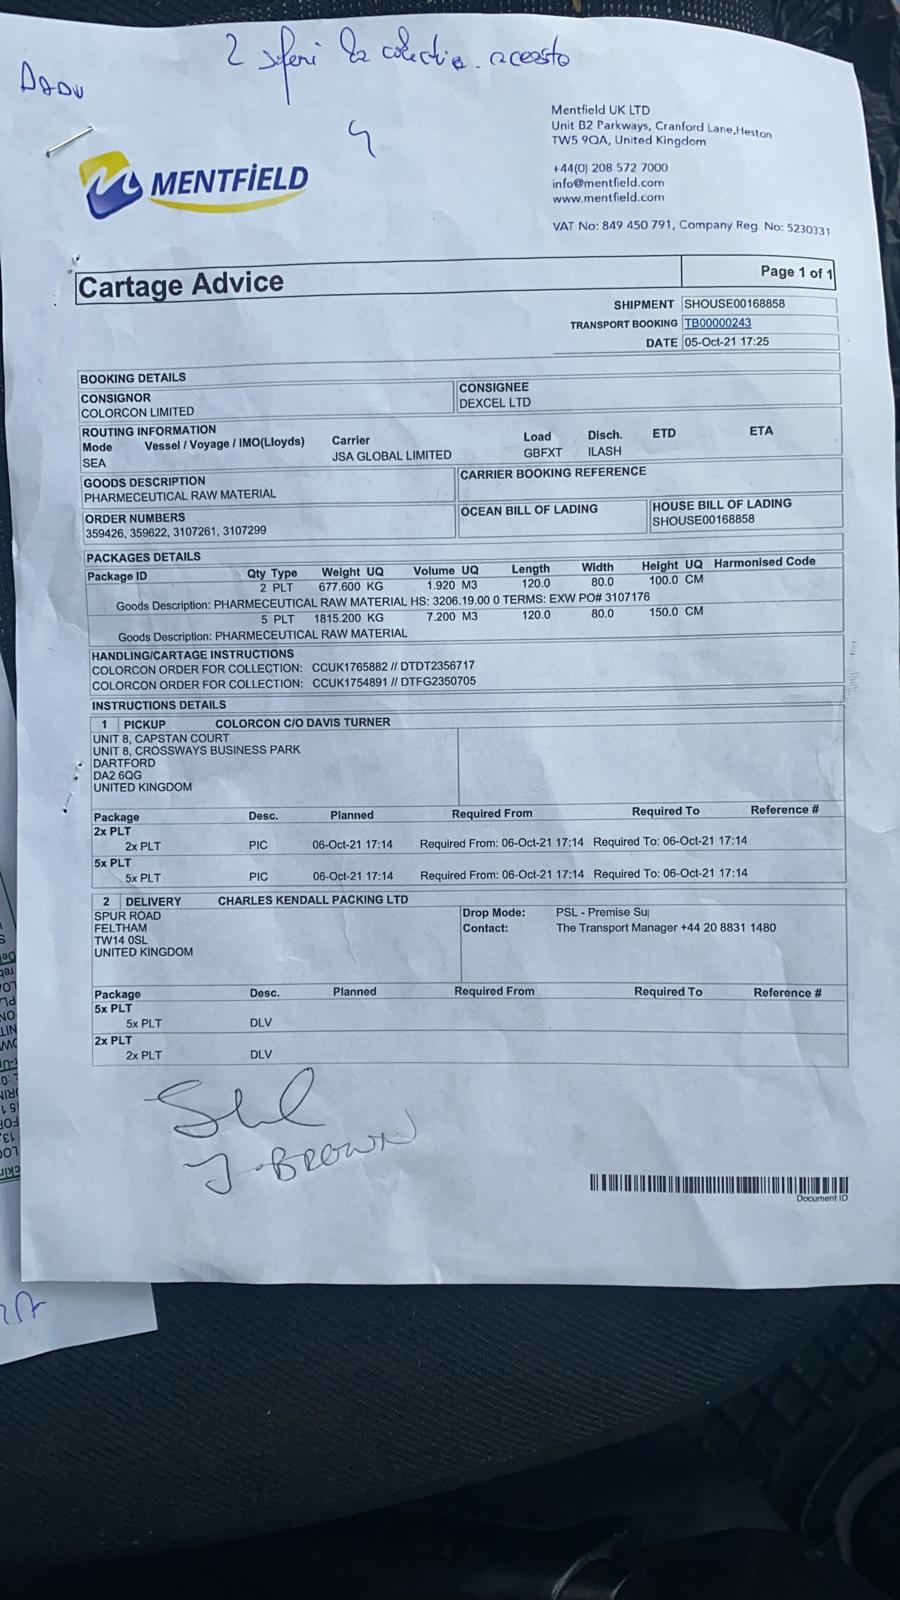 2 soferi la colectia aceasta
DADU
Mentfield UK LTD
Unit B2 Parkways, Cranford Lane,Heston
TW5 9QA, United Kingdom
+44(0) 208 572 7000
info@mentfield.com
www.mentfield.com
VAT No: 849 450 791, Company Reg No: 5230331
MENTFiELD
Cartage Advice Page 1 of 1
SHIPMENT SHOUSE00168858
TRANSPORT BOOKING TB00000243
DATE 05-Oct-21 17:25
BOOKING DETAILS
CONSIGNOR CONSIGNEE
COLORCON LIMITED DEXCEL LTD
ROUTING INFORMATION
Mode Vessel / Voyage / IMO(Lloyds) Carrier Load Disch. ETD ETA
SEA JSA GLOBAL LIMITED GBFXT ILASH
GOODS DESCRIPTION CARRIER BOOKING REFERENCE
PHARMECEUTICAL RAW MATERIAL
ORDER NUMBERS OCEAN BILL OF LADING HOUSE BILL OF LADING
359426, 359622, 3107261, 3107299 SHOUSE00168858
PACKAGES DETAILS
Package ID Qty Type Weight UQ Volume UQ Length Width Height UQ Harmonised Code
2 PLT 677.600 KG 1.920 M3 120.0 80.0 100.0 CM
Goods Description: PHARMECEUTICAL RAW MATERIAL HS: 3206.19.00 0 TERMS: EXW PO# 3107176
5 PLT 1815.200 KG 7.200 M3 120.0 80.0 150.0 CM
Goods Description: PHARMECEUTICAL RAW MATERIAL
HANDLING/CARTAGE INSTRUCTIONS
COLORCON ORDER FOR COLLECTION: CCUK1765882 // DTDT2356717
COLORCON ORDER FOR COLLECTION: CCUK1754891 // DTFG2350705
INSTRUCTIONS DETAILS
1 PICKUP COLORCON C/O DAVIS TURNER
UNIT 8, CAPSTAN COURT
UNIT 8, CROSSWAYS BUSINESS PARK
DARTFORD
DA2 6QG
UNITED KINGDOM
Package Desc. Planned Required From Required To Reference #
2x PLT
2x PLT PIC 06-Oct-21 17:14 Required From: 06-Oct-21 17:14 Required To: 06-Oct-21 17:14
5x PLT
5x PLT PIC 06-Oct-21 17:14 Required From: 06-Oct-21 17:14 Required To: 06-Oct-21 17:14
2 DELIVERY CHARLES KENDALL PACKING LTD
SPUR ROAD Drop Mode: PSL - Premise Su
FELTHAM Contact: The Transport Manager +44 20 8831 1480
TW14 0SL
UNITED KINGDOM
Package Desc. Planned Required From Required To Reference #
5x PLT
5x PLT DLV
2x PLT
2x PLT DLV
J. BROWN
Document ID